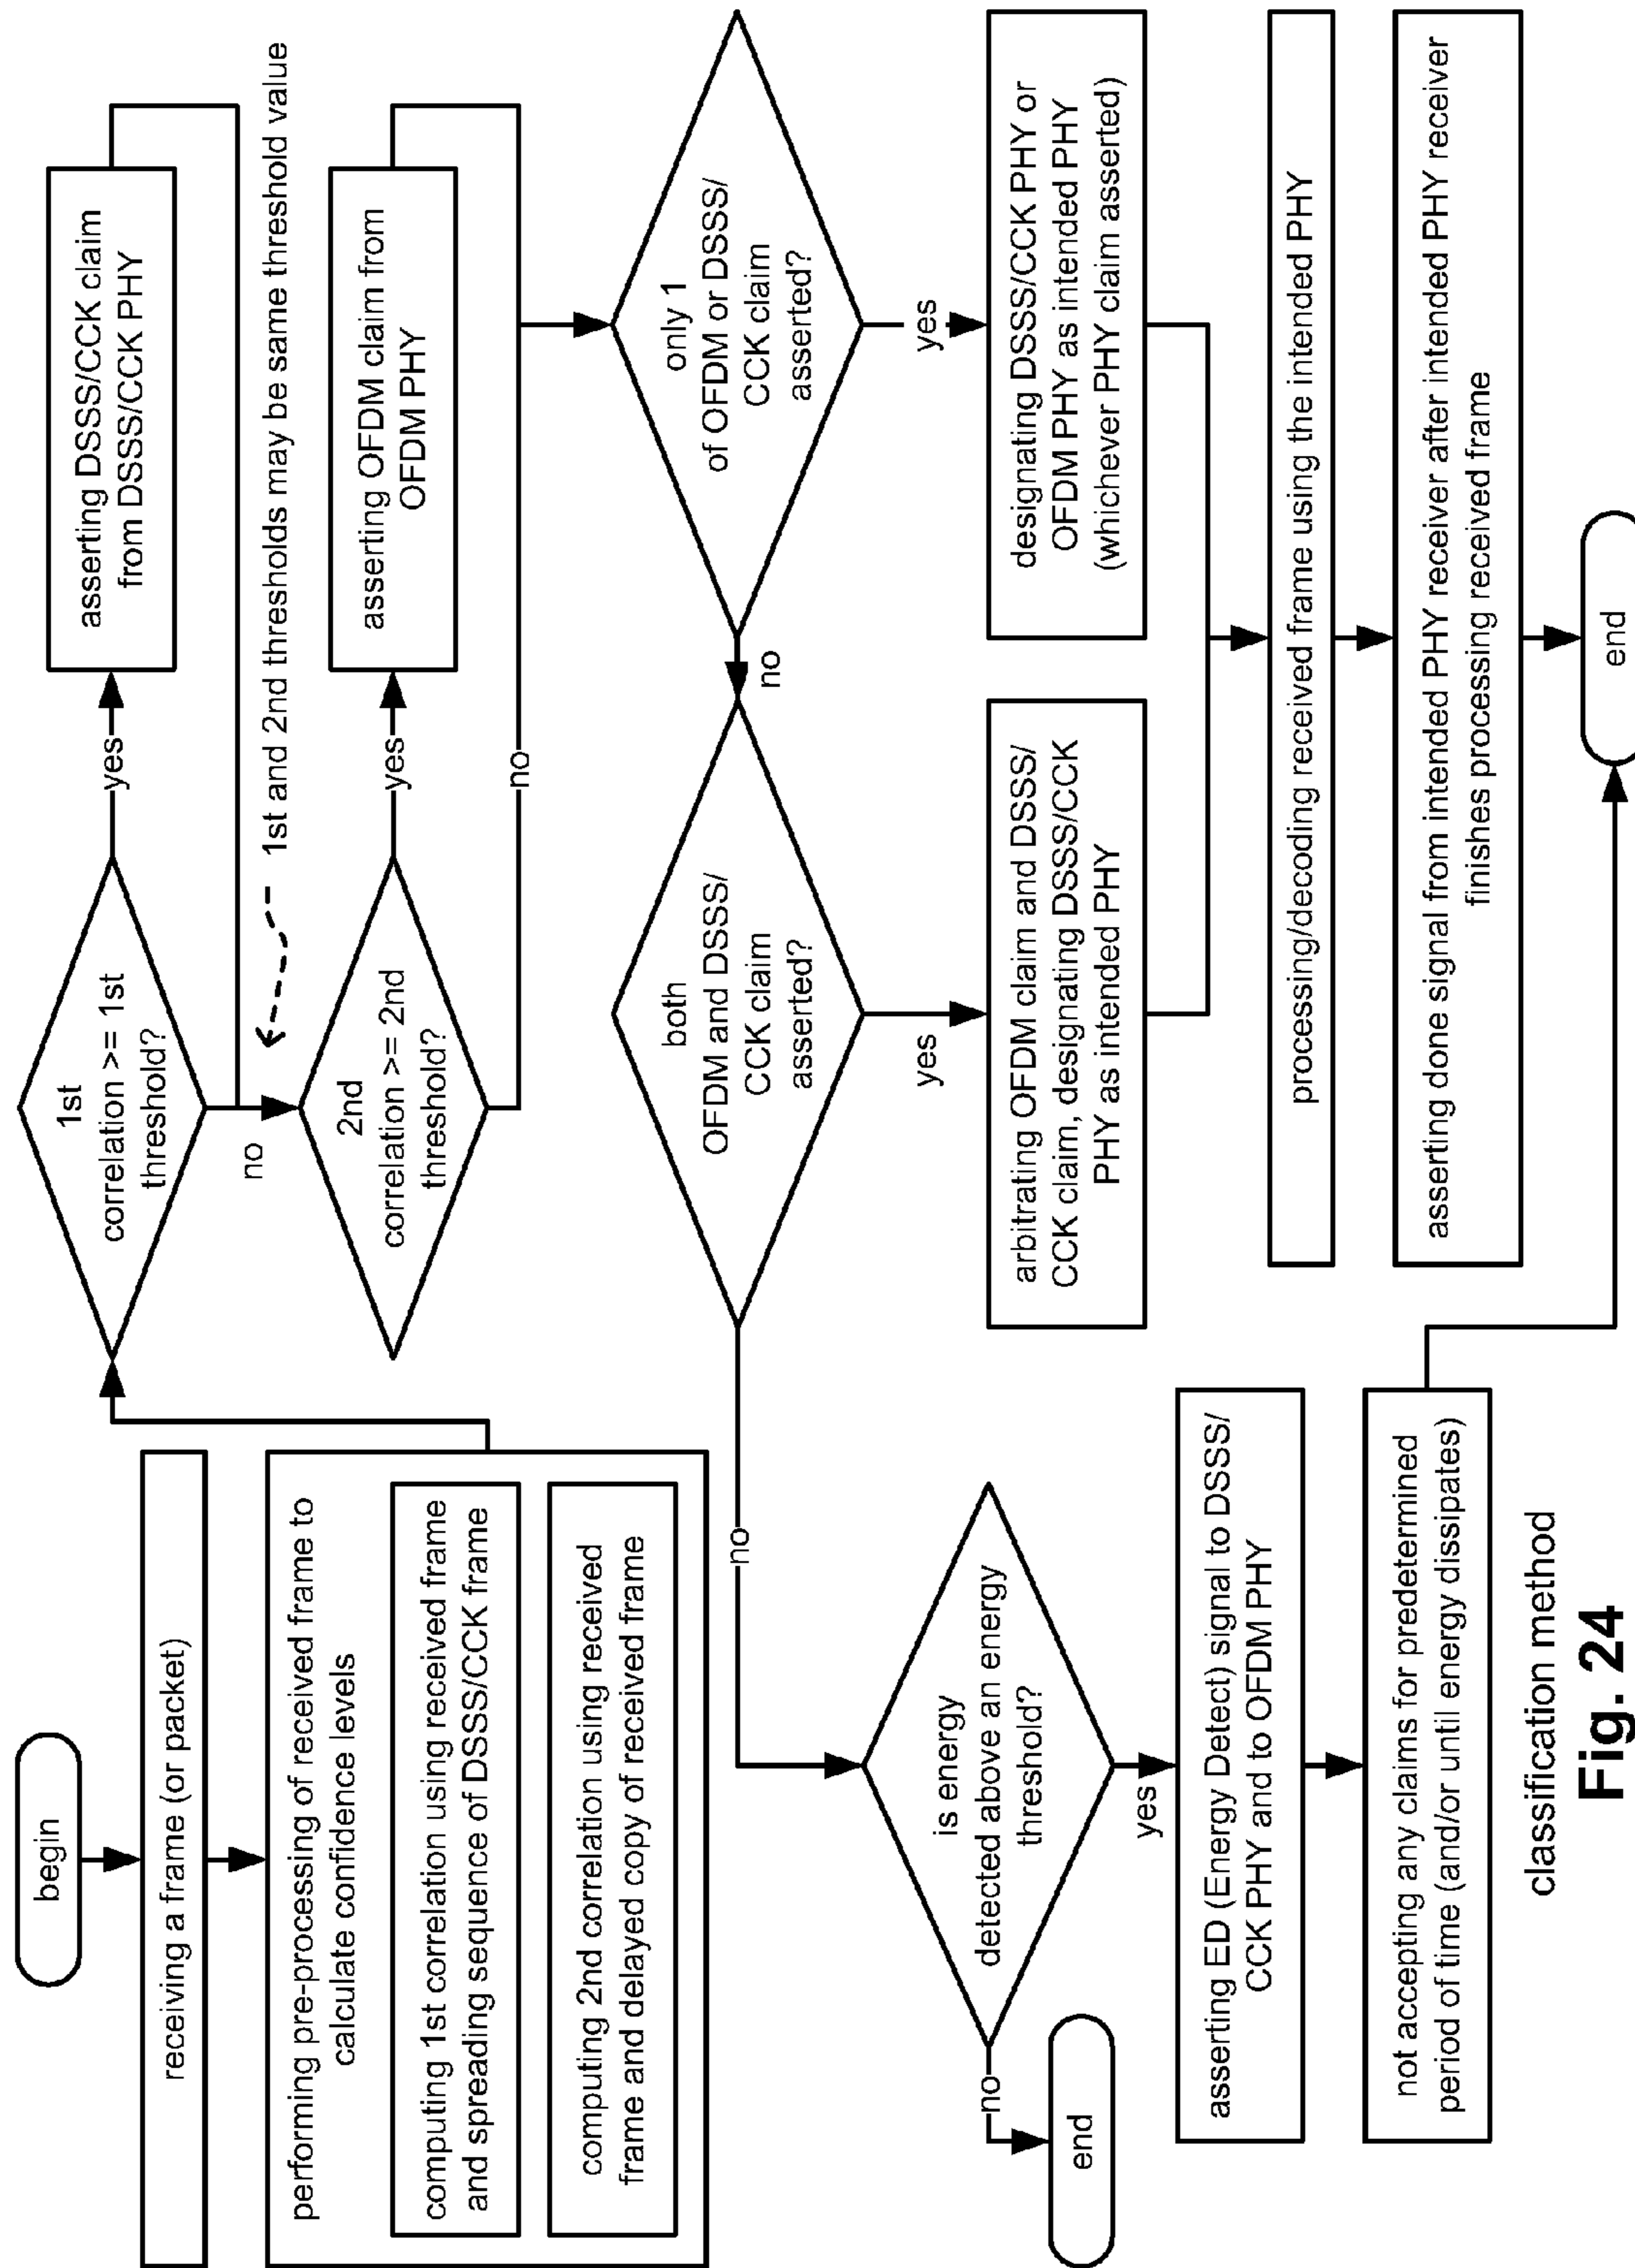 begin
receiving a frame (or packet)
performing pre-processing of received frame to
calculate confidence levels
computing 1st correlation using received frame
and spreading sequence of DSSS/CCK frame
computing 2nd correlation using received
frame and delayed copy of received frame
1st
correlation >= 1st
threshold?
yes
asserting DSSS/CCK claim
from DSSS/CCK PHY
no
1st and 2nd thresholds may be same threshold value
2nd
correlation >= 2nd
threshold?
yes
asserting OFDM claim from
OFDM PHY
no
only 1
of OFDM or DSSS/
CCK claim
asserted?
yes
designating DSSS/CCK PHY or
OFDM PHY as intended PHY
(whichever PHY claim asserted)
no
both
OFDM and DSSS/
CCK claim
asserted?
yes
arbitrating OFDM claim and DSSS/
CCK claim, designating DSSS/CCK
PHY as intended PHY
processing/decoding received frame using the intended PHY
asserting done signal from intended PHY receiver after intended PHY receiver
finishes processing received frame
end
no
is energy
detected above an energy
threshold?
no
end
yes
asserting ED (Energy Detect) signal to DSSS/
CCK PHY and to OFDM PHY
not accepting any claims for predetermined
period of time (and/or until energy dissipates)
classification method
Fig. 24